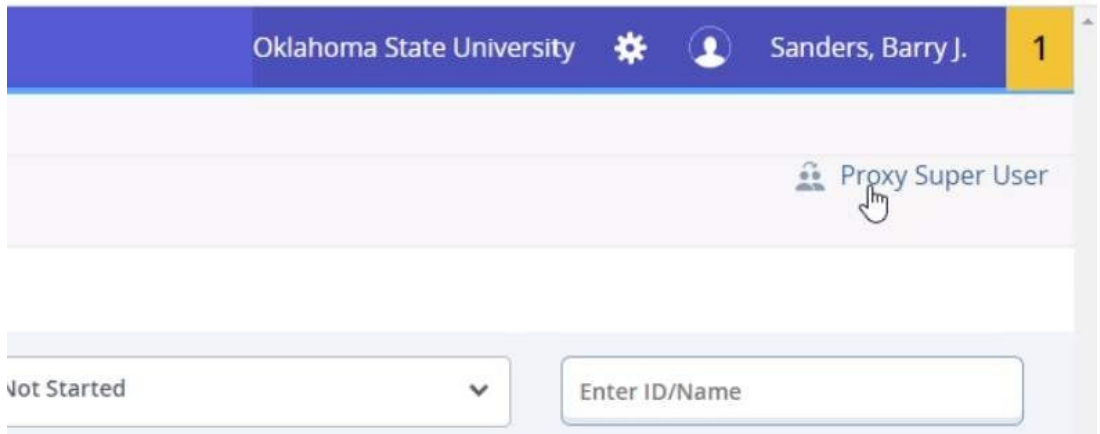 Oklahoma State University Sanders, Barry J. 1
Proxy Super User
Not Started Enter ID/Name